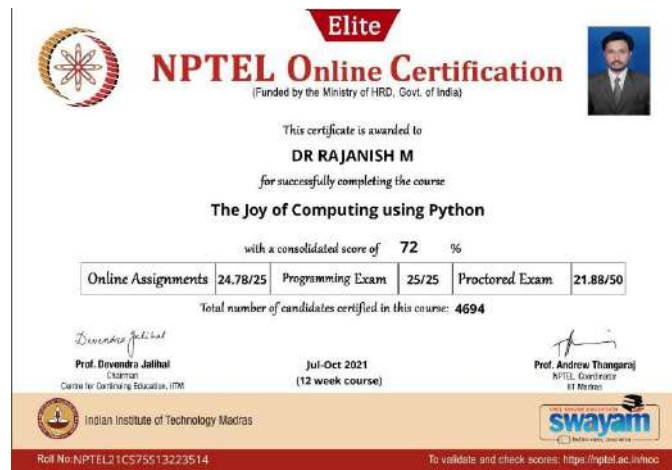 Elite
NPTEL Online Certification
(Funded by the Ministry of HRD, Govt. of India)
This certificate is awarded to
DR RAJANISH M
for successfully completing the course
The Joy of Computing using Python
with a consolidated score of 72 %
Online Assignments 24.78/25 Programming Exam 25/25 Proctored Exam 21.88/50
Total number of candidates certified in this course: 4694
Devendra Jalihal
Prof. Devendra Jalihal
Chairman
Centre for Continuing Education, IITM
Jul-Oct 2021
(12 week course)
Prof. Andrew Thangaraj
NPTEL Coordinator
IIT Madras
Indian Institute of Technology Madras
swayam
Roll No:NPTEL21CS75S13223514
To validate and check scores: https://nptel.ac.in/noc